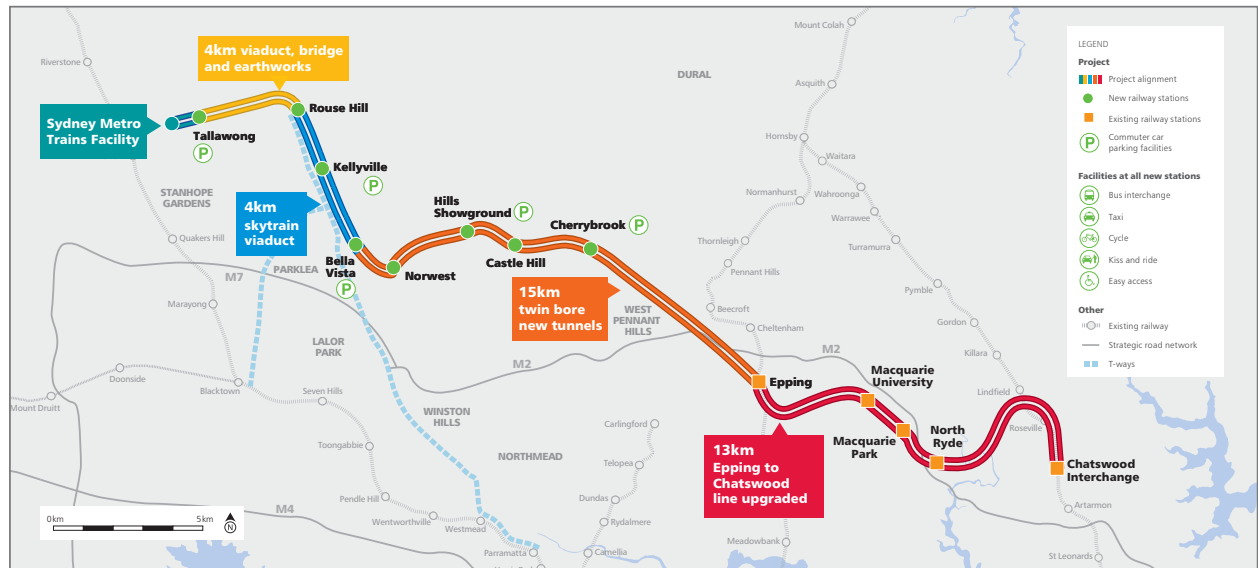 Mount Colah
4km viaduct, bridge
and earthworks
LEGEND
Project
Project alignment
New railway stations
Existing railway stations
P
Commuter car
parking facilities
Facilities at all new stations
Bus interchange
Taxi
Cycle
Kiss and ride
Easy access
Other
Existing railway
Strategic road network
T-ways
Riverstone
DURAL
Asquith
Sydney Metro
Trains Facility
Rouse Hill
Tallawong
P
Hornsby
Waitara
Kellyville
P
STANHOPE
GARDENS
Normanhurst
Wahroonga
Warrawee
4km
skytrain
viaduct
Hills
Showground
P
Cherrybrook
P
Quakers Hill
Thornleigh
Turramurra
Castle Hill
Bella
Vista
P
Norwest
M7
PARKLEA
Pennant Hills
Pymble
15km
twin bore
new tunnels
Marayong
WEST
PENNANT
HILLS
Beecroft
Cheltenham
Gordon
LALOR
PARK
M2
M2
Killara
Doonside
Blacktown
Seven Hills
Epping
Macquarie
University
Lindfield
Mount Druitt
WINSTON
HILLS
Carlingford
Roseville
Toongabbie
Macquarie
Park
North
Ryde
13km
Epping to
Chatswood
line upgraded
NORTHMEAD
Telopea
Chatswood
Interchange
Pendle Hill
Dundas
M4
0km
5km
N
Wentworthville
Westmead
Rydalmere
Artarmon
Parramatta
Camellia
Meadowbank
St Leonards